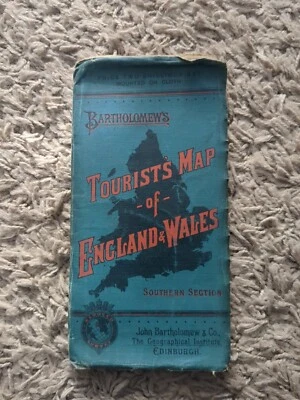 BARTHOLOMEW'S
TOURISTS MAP
-of-
ENGLAND & WALES
SOUTHERN SECTION
John Bartholomew & Co.,
The Geographical Institute,
EDINBURGH.